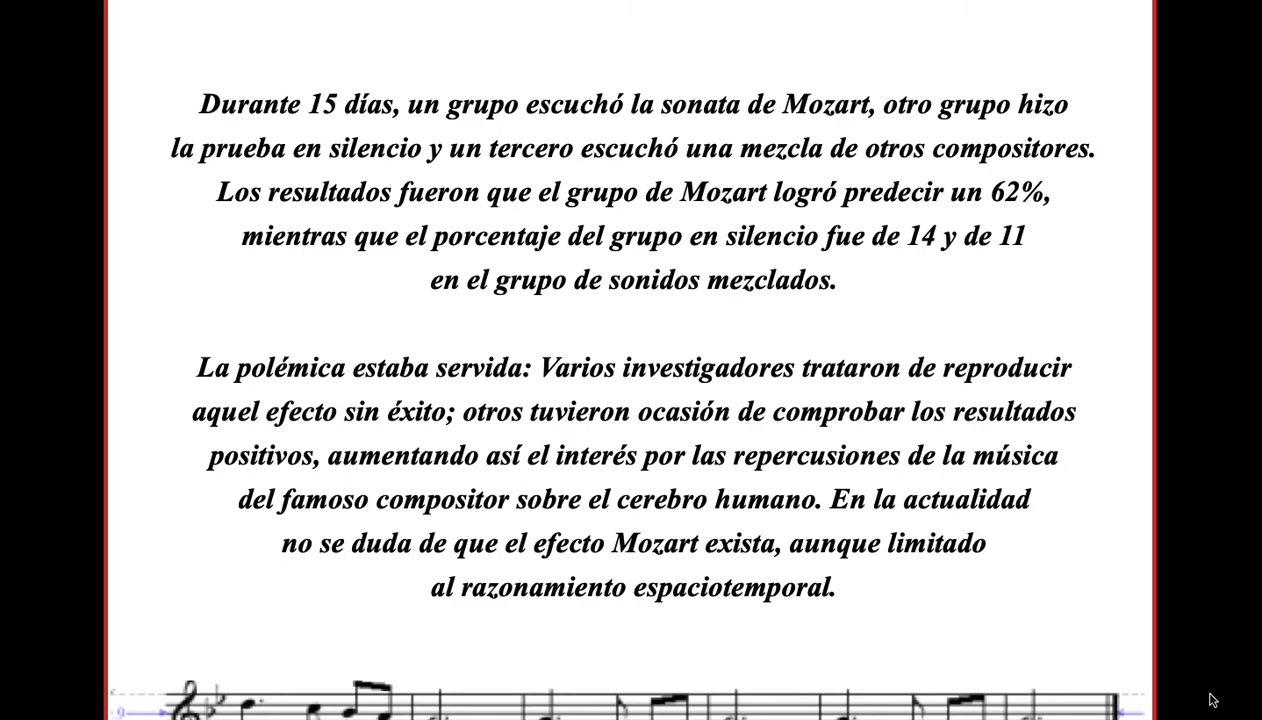 Durante 15 días, un grupo escuchó la sonata de Mozart, otro grupo hizo
la prueba en silencio y un tercero escuchó una mezcla de otros compositores.
Los resultados fueron que el grupo de Mozart logró predecir un 62%,
mientras que el porcentaje del grupo en silencio fue de 14 y de 11
en el grupo de sonidos mezclados.
La polémica estaba servida: Varios investigadores trataron de reproducir
aquel efecto sin éxito; otros tuvieron ocasión de comprobar los resultados
positivos, aumentando así el interés por las repercusiones de la música
del famoso compositor sobre el cerebro humano. En la actualidad
no se duda de que el efecto Mozart exista, aunque limitado
al razonamiento espaciotemporal.
9